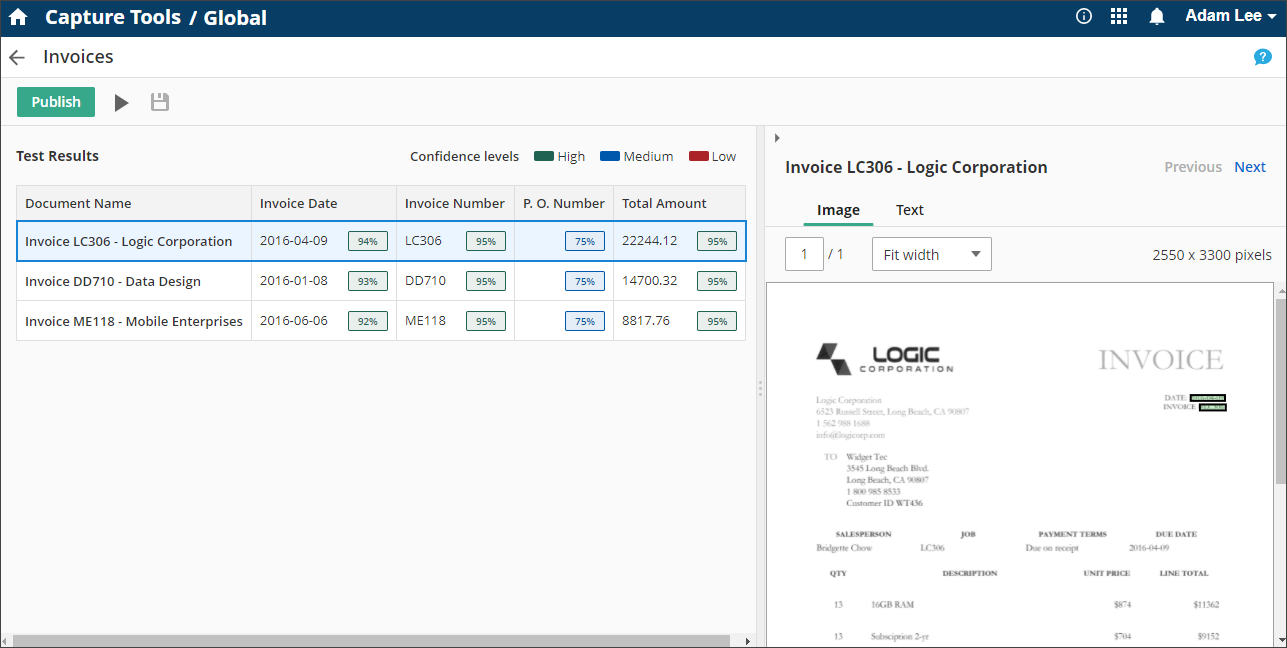 Capture Tools / Global
Adam Lee
Invoices
?
Publish
Test Results
Confidence levels High Medium Low
Document Name Invoice Date Invoice Number P. O. Number Total Amount
Invoice LC306 - Logic Corporation 2016-04-09 94% LC306 95% 75% 22244.12 95%
Invoice DD710 - Data Design 2016-01-08 93% DD710 95% 75% 14700.32 95%
Invoice ME118 - Mobile Enterprises 2016-06-06 92% ME118 95% 75% 8817.76 95%
Invoice LC306 - Logic Corporation Previous Next
Image Text
1 / 1 Fit width 2550 x 3300 pixels
LOGIC
CORPORATION
INVOICE
DATE:
INVOICE
Logic Corporation
6523 Russell Street, Long Beach, CA 90807
1 562 988 1688
info@logicorp.com
TO Widget Tec
3545 Long Beach Blvd.
Long Beach, CA 90807
1 800 985 8533
Customer ID WT436
SALESPERSON JOB PAYMENT TERMS DUE DATE
Bridgette Chow LC306 Due on receipt 2016-04-09
QTY DESCRIPTION UNIT PRICE LINE TOTAL
13 16GB RAM $874 $11362
13 Subsciption 2-yr $704 $9152